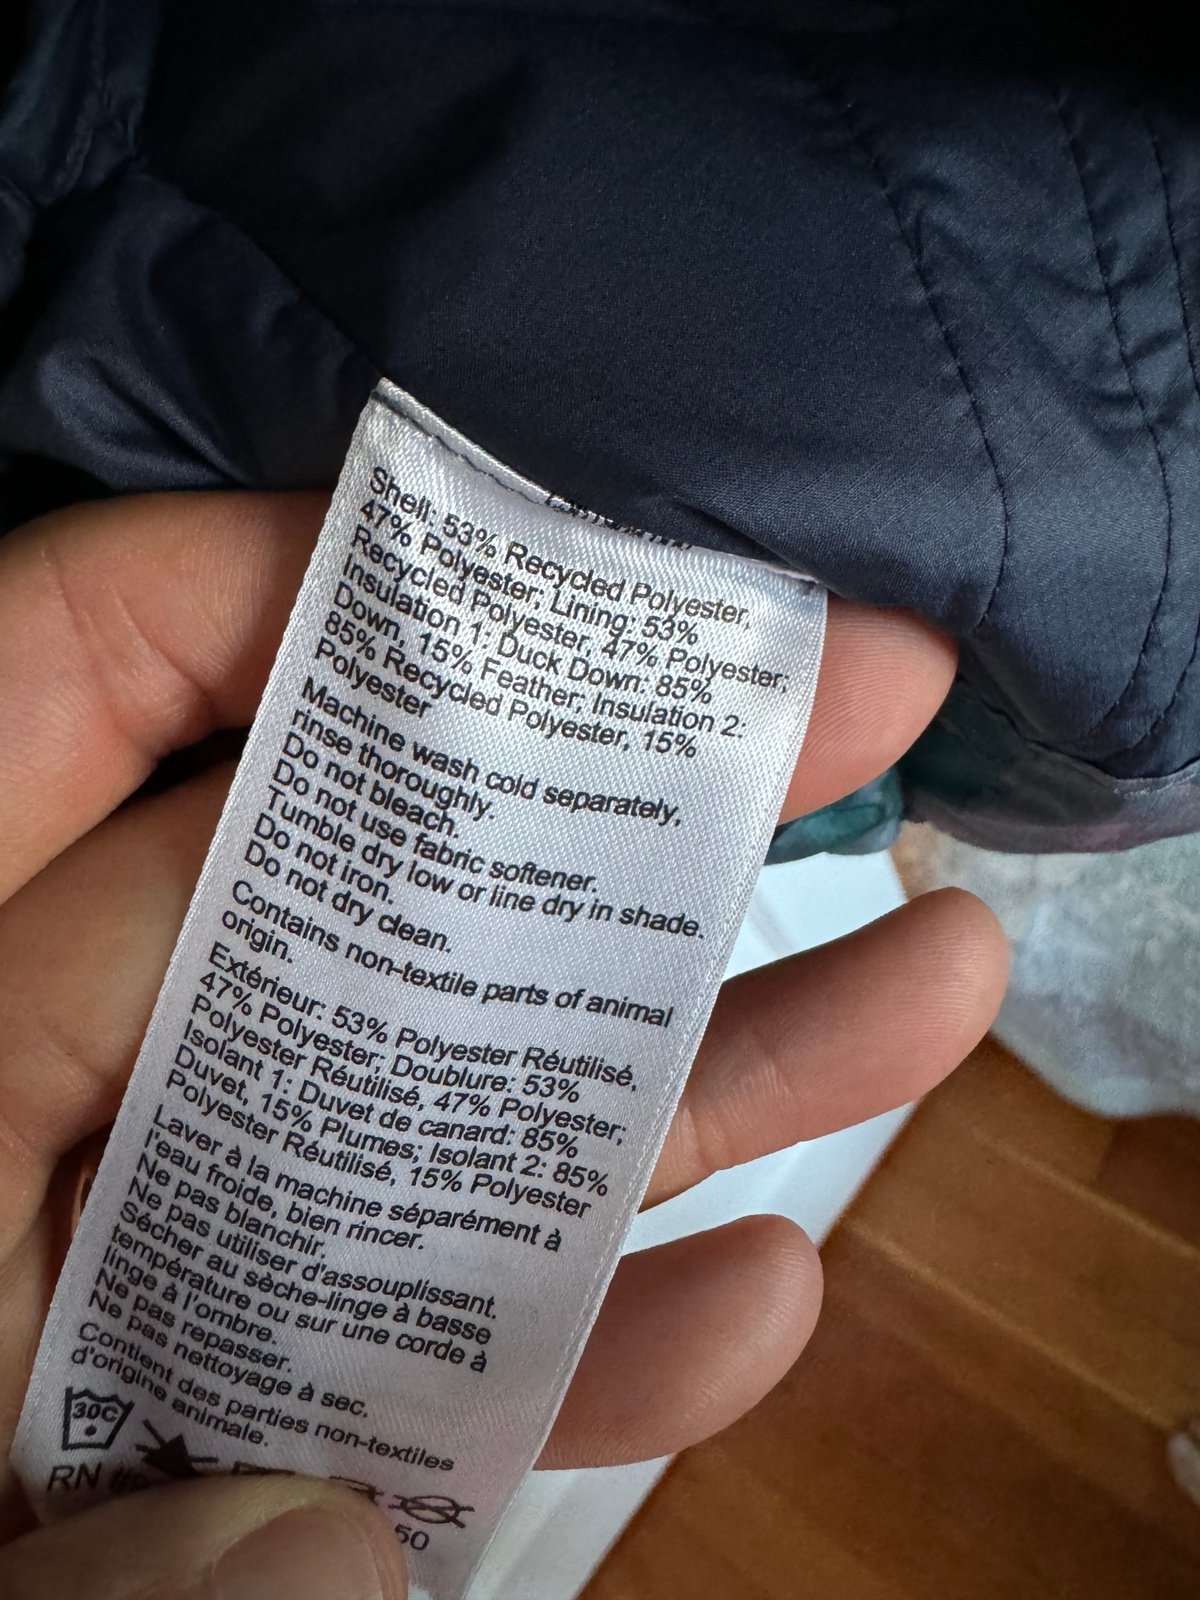 Shell: 53% Recycled Polyester,
47% Polyester; Lining: 53%
Recycled Polyester, 47% Polyester;
Insulation 1: Duck Down: 85%
Down, 15% Feather; Insulation 2:
85% Recycled Polyester, 15%
Polyester
Machine wash cold separately,
rinse thoroughly.
Do not bleach.
Do not use fabric softener.
Tumble dry low or line dry in shade.
Do not iron.
Do not dry clean.
Contains non-textile parts of animal
origin.
Extérieur: 53% Polyester Réutilisé,
47% Polyester; Doublure: 53%
Polyester Réutilisé, 47% Polyester;
Isolant 1: Duvet de canard: 85%
Duvet, 15% Plumes; Isolant 2: 85%
Polyester Réutilisé, 15% Polyester
Laver à la machine séparément à
l'eau froide, bien rincer.
Ne pas blanchir.
Ne pas utiliser d'assouplissant.
Sécher au sèche-linge à basse
température ou sur une corde à
linge à l'ombre.
Ne pas repasser.
Ne pas nettoyage à sec.
Contient des parties non-textiles
d'origine animale.
30C
RN
50